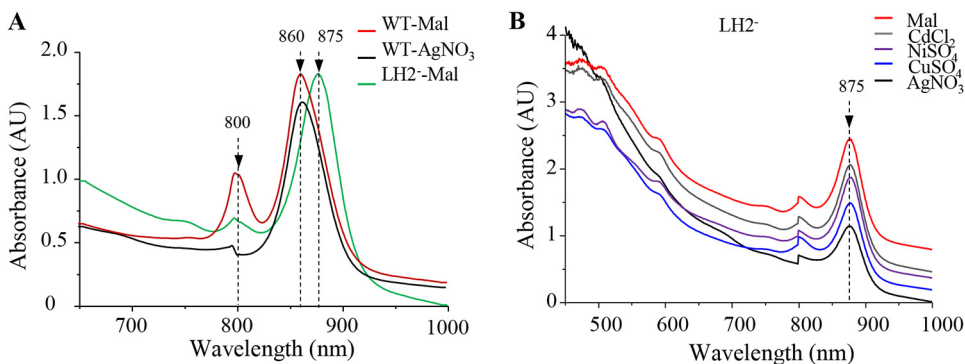 A
860
875
WT-Mal
WT-AgNO₃
LH2⁻-Mal
800
Absorbance (AU)
2.0
1.5
1.0
0.5
0
700
800
900
1000
Wavelength (nm)
B
LH2⁻
Mal
CdCl₂
NiSO₄
CuSO₄
AgNO₃
875
Absorbance (AU)
4
3
2
1
0
500
600
700
800
900
1000
Wavelength (nm)